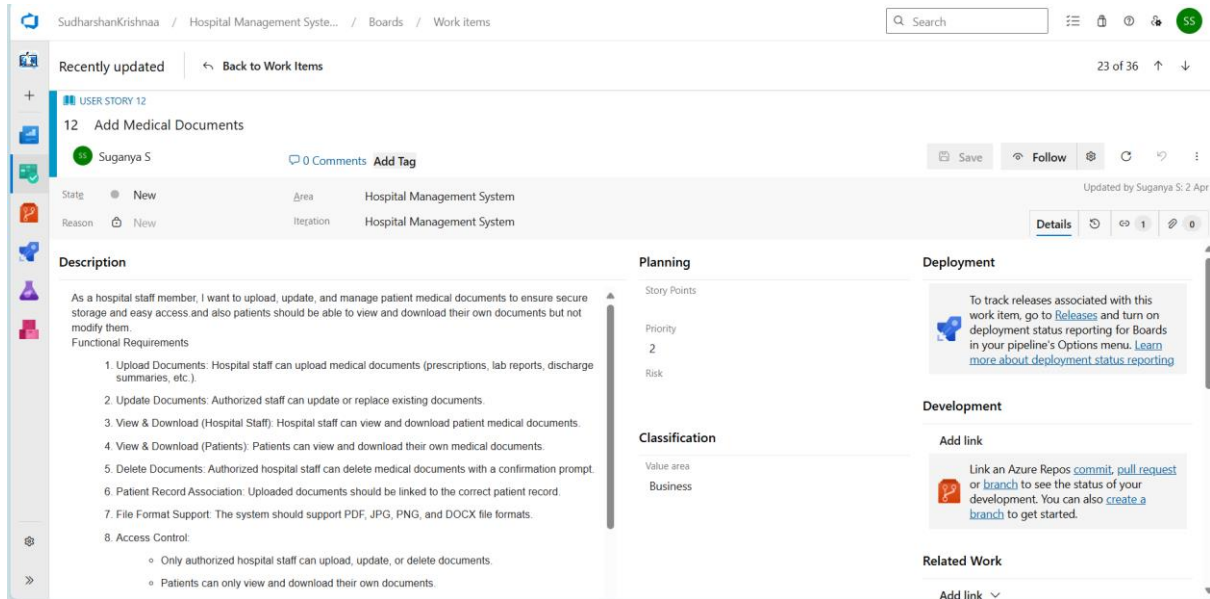 SudharshanKrishnaa / Hospital Management Syste... / Boards / Work items
Search
SS
Recently updated
Back to Work Items
23 of 36
USER STORY 12
12 Add Medical Documents
SS Suganya S
0 Comments Add Tag
Save
Follow
State New
Area Hospital Management System
Updated by Suganya S: 2 Apr
Reason New
Iteration Hospital Management System
Details
1
0
Description
As a hospital staff member, I want to upload, update, and manage patient medical documents to ensure secure
storage and easy access.and also patients should be able to view and download their own documents but not
modify them.
Functional Requirements
1. Upload Documents: Hospital staff can upload medical documents (prescriptions, lab reports, discharge
summaries, etc.).
2. Update Documents: Authorized staff can update or replace existing documents.
3. View & Download (Hospital Staff): Hospital staff can view and download patient medical documents.
4. View & Download (Patients): Patients can view and download their own medical documents.
5. Delete Documents: Authorized hospital staff can delete medical documents with a confirmation prompt.
6. Patient Record Association: Uploaded documents should be linked to the correct patient record.
7. File Format Support: The system should support PDF, JPG, PNG, and DOCX file formats.
8. Access Control:
Only authorized hospital staff can upload, update, or delete documents.
Patients can only view and download their own documents.
Planning
Story Points
Priority
2
Risk
Classification
Value area
Business
Deployment
To track releases associated with this
work item, go to Releases and turn on
deployment status reporting for Boards
in your pipeline's Options menu. Learn
more about deployment status reporting
Development
Add link
Link an Azure Repos commit, pull request
or branch to see the status of your
development. You can also create a
branch to get started.
Related Work
Add link